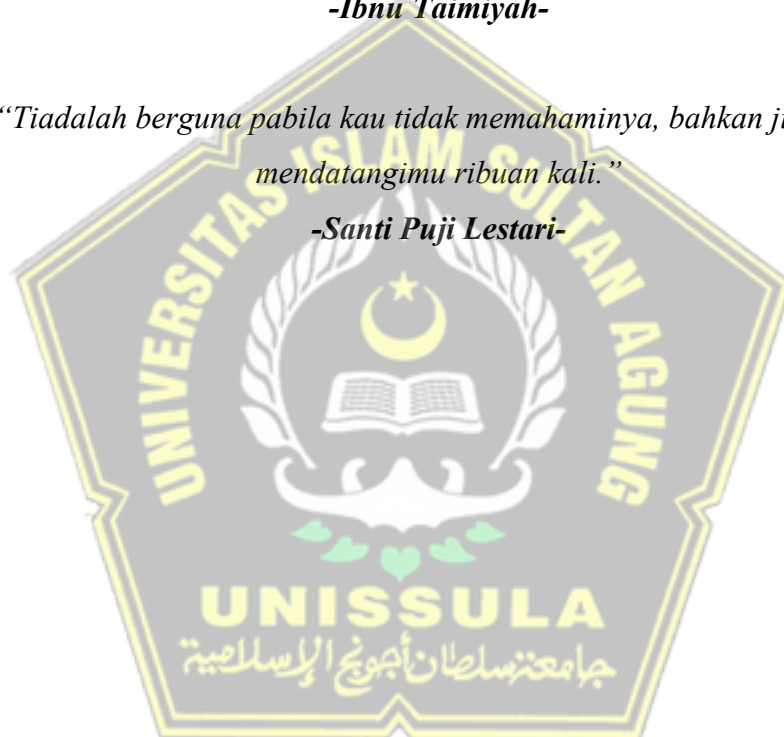 -Ibnu Taimiyah-
“Tiadalah berguna pabila kau tidak memahaminya, bahkan
mendatangimu ribuan kali.”
-Santi Puji Lestari-
UNIVERSITAS ISLAM SULTAN AGUNG
UNISSULA
جامعة سلطان أجونج الإسلامية